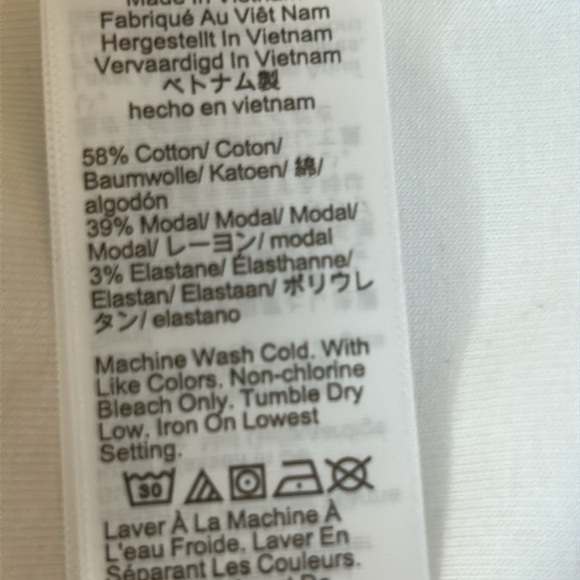 Made In Vietnam
Fabriqué Au Viêt Nam
Hergestellt In Vietnam
Vervaardigd In Vietnam
ベトナム製
hecho en vietnam
58% Cotton/ Coton/
Baumwolle/ Katoen/ 綿/
algodón
39% Modal/ Modal/ Modal/
Modal/ レーヨン/ modal
3% Elastane/ Élasthanne/
Elastan/ Elastaan/ ポリウレ
タン/ elastano
Machine Wash Cold. With
Like Colors. Non-chlorine
Bleach Only. Tumble Dry
Low. Iron On Lowest
Setting.
30
Laver À La Machine À
L'eau Froide. Laver En
Séparant Les Couleurs.